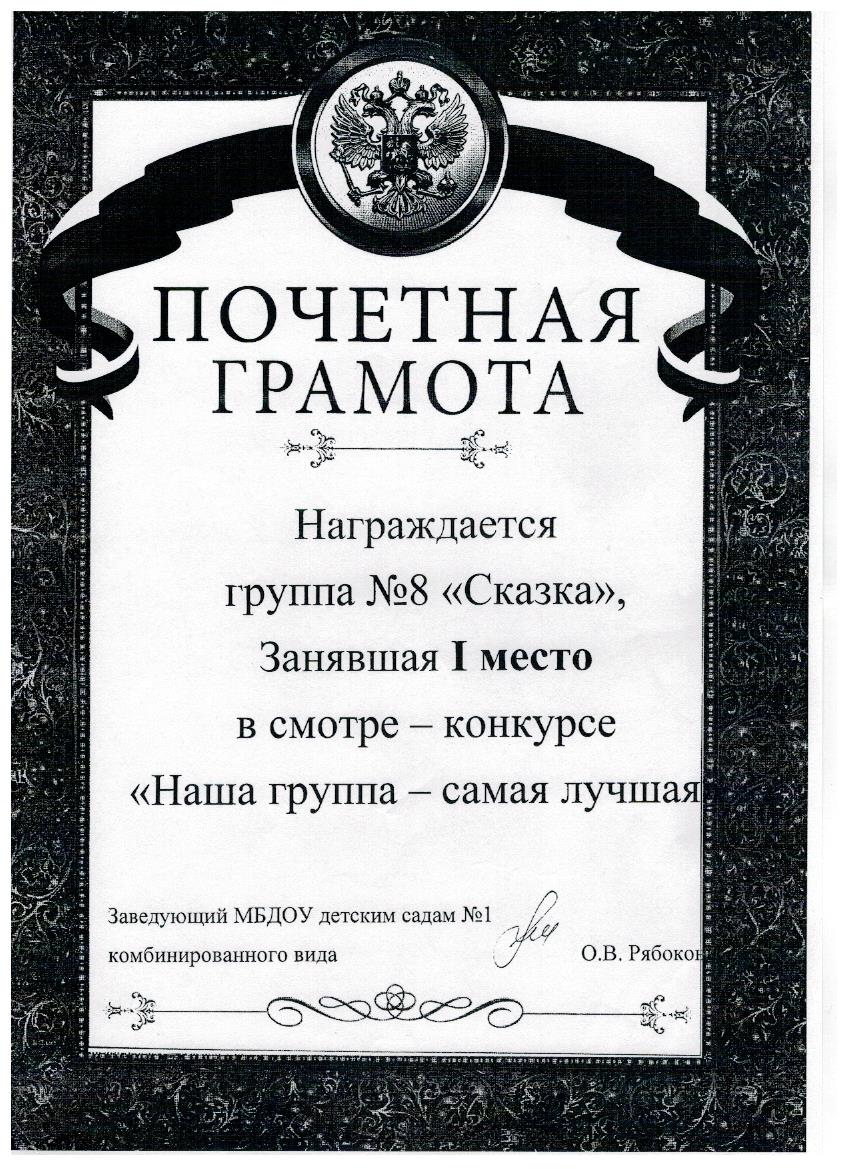 ПОЧЕТНАЯ
ГРАМОТА
Награждается
группа №8 «Сказка»,
Занявшая I место
в смотре – конкурсе
«Наша группа – самая лучшая
Заведующий МБДОУ детским садам №1
комбинированного вида О.В. Рябокон